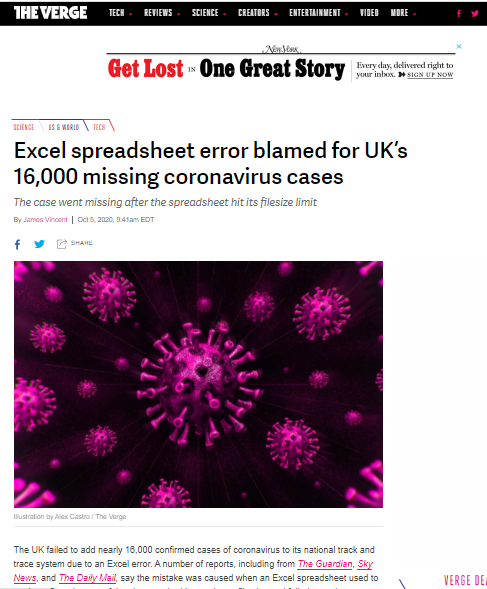 THE VERGE TECH REVIEWS SCIENCE CREATORS ENTERTAINMENT VIDEO MORE
New York
Get Lost IN One Great Story
Every day, delivered right to
your inbox. SIGN UP NOW
SCIENCE \ US & WORLD \ TECH \
Excel spreadsheet error blamed for UK’s
16,000 missing coronavirus cases
The case went missing after the spreadsheet hit its filesize limit
By James Vincent | Oct 5, 2020, 9:41am EDT
SHARE
Illustration by Alex Castro / The Verge
The UK failed to add nearly 16,000 confirmed cases of coronavirus to its national track and
trace system due to an Excel error. A number of reports, including from The Guardian, Sky
News, and The Daily Mail, say the mistake was caused when an Excel spreadsheet used to
VERGE DEA